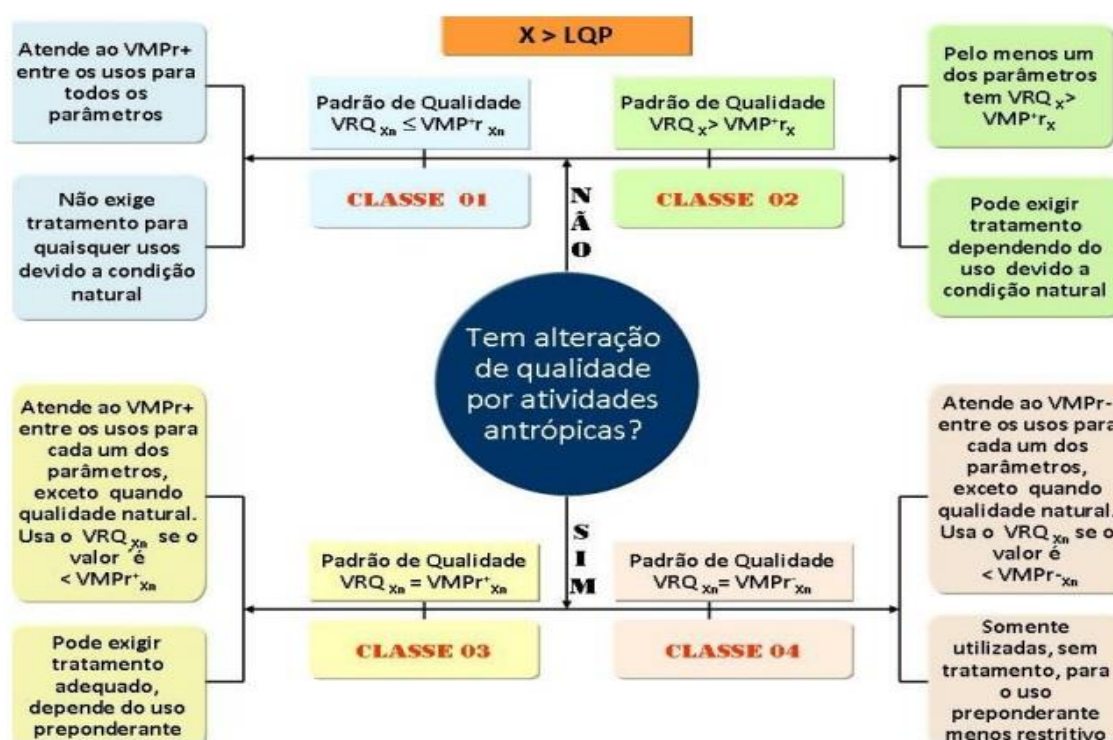 X > LQP
Atende ao VMPr+
entre os usos para
todos os
parâmetros
Não exige
tratamento para
quaisquer usos
devido a condição
natural
Padrão de Qualidade
VRQ Xn ≤ VMP⁺r Xn
CLASSE 01
Padrão de Qualidade
VRQ X > VMP⁺r X
CLASSE 02
Pelo menos um
dos parâmetros
tem VRQ X >
VMP⁺r X
Pode exigir
tratamento
dependendo do
uso devido a
condição natural
NÃO
Tem alteração
de qualidade
por atividades
antrópicas?
SIM
Atende ao VMPr+
entre os usos para
cada um dos
parâmetros,
exceto quando
qualidade natural.
Usa o VRQ Xn se o
valor é
< VMPr⁺ Xn
Pode exigir
tratamento
adequado,
depende do uso
preponderante
Padrão de Qualidade
VRQ Xn = VMPr⁺ Xn
CLASSE 03
Padrão de Qualidade
VRQ Xn = VMPr⁻ Xn
CLASSE 04
Atende ao VMPr-
entre os usos para
cada um dos
parâmetros,
exceto quando
qualidade natural.
Usa o VRQ Xn se o
valor é
< VMPr- Xn
Somente
utilizadas, sem
tratamento, para
o uso
preponderante
menos restritivo